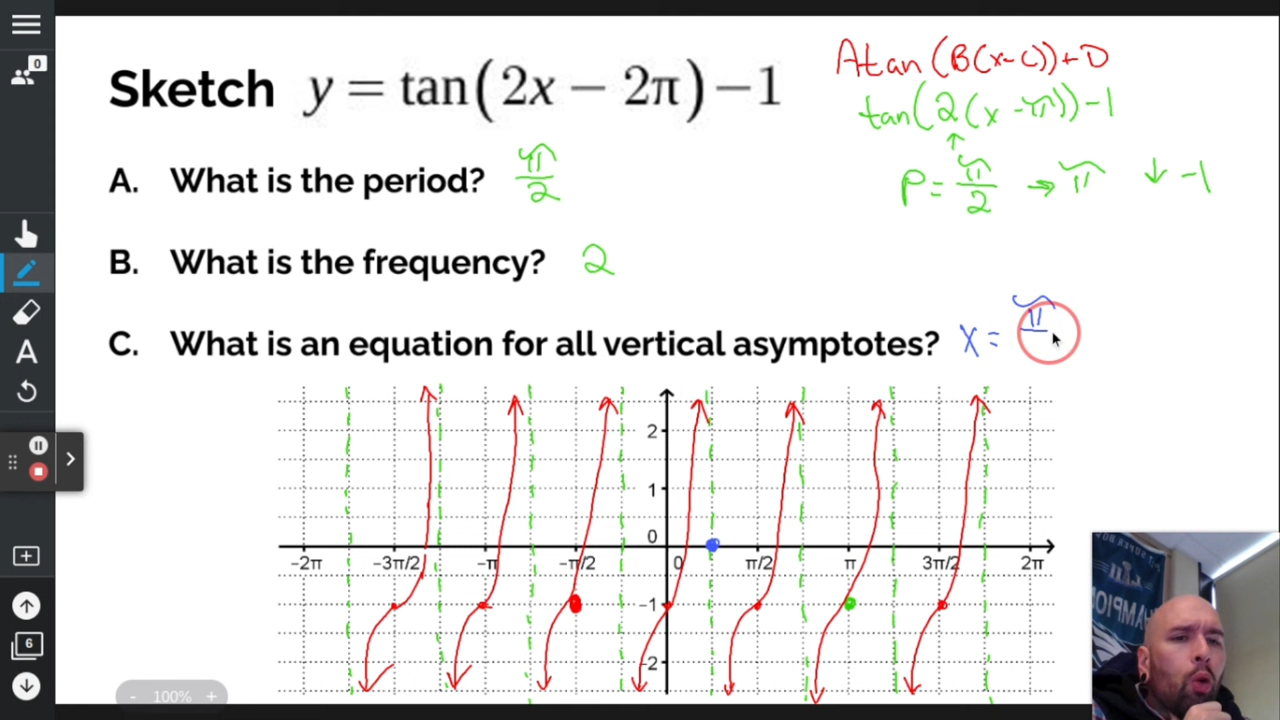 0
Sketch y = tan(2x − 2π) − 1
Atan(B(x-c))+D
tan(2(x-π))-1
A. What is the period? π/2
P = π/2 → π ↓ -1
B. What is the frequency? 2
C. What is an equation for all vertical asymptotes? x = π
A
2
1
0
−2π −3π/2 −π −π/2 0 π/2 π 3π/2 2π
−1
−2
6
- 100% +
CHAMPIONS